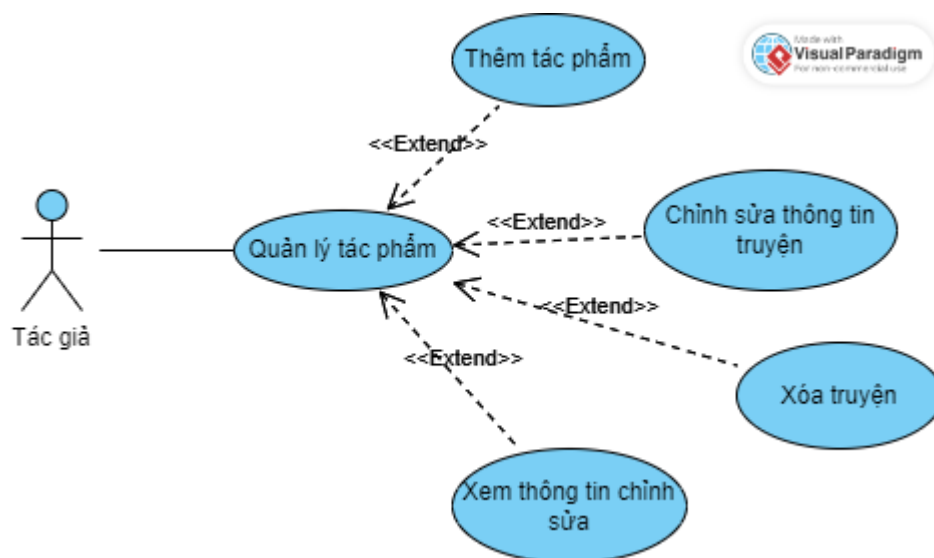 Thêm tác phẩm
Made with
Visual Paradigm
For non-commercial use
<<Extend>>
Chỉnh sửa thông tin
truyện
<<Extend>>
Quản lý tác phẩm
<<Extend>>
Tác giả
<<Extend>>
Xóa truyện
Xem thông tin chỉnh
sửa